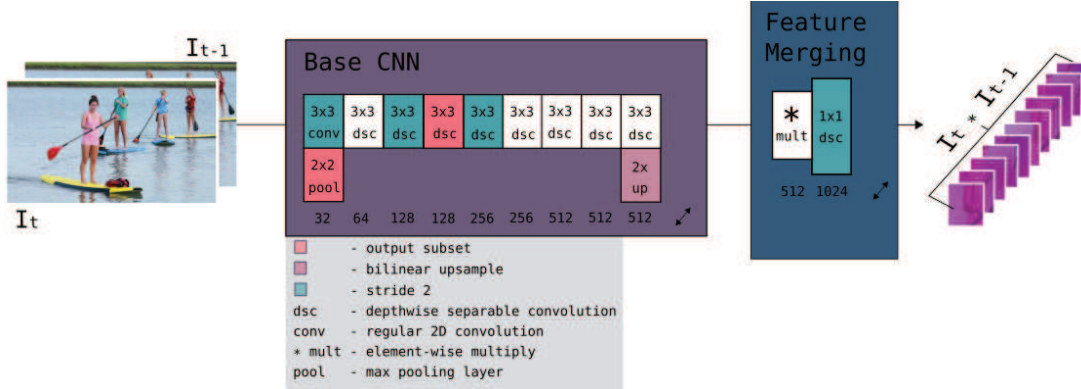 It-1
It
Base CNN
3x3 conv
3x3 dsc
3x3 dsc
3x3 dsc
3x3 dsc
3x3 dsc
3x3 dsc
3x3 dsc
3x3 dsc
2x2 pool
2x up
32 64 128 128 256 256 512 512 512
- output subset
- bilinear upsample
- stride 2
dsc - depthwise separable convolution
conv - regular 2D convolution
* mult - element-wise multiply
pool - max pooling layer
Feature
Merging
*
mult
1x1
dsc
512 1024
It * It-1